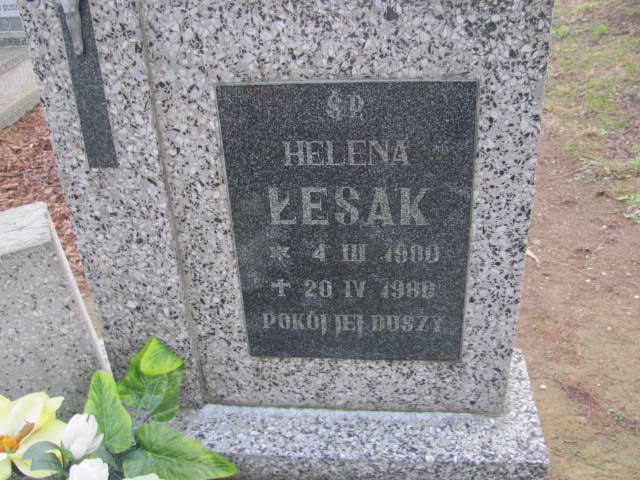 Ś.P.
HELENA
ŁESAK
* 4 III 1900
† 20 IV 1980
POKÓJ JEJ DUSZY